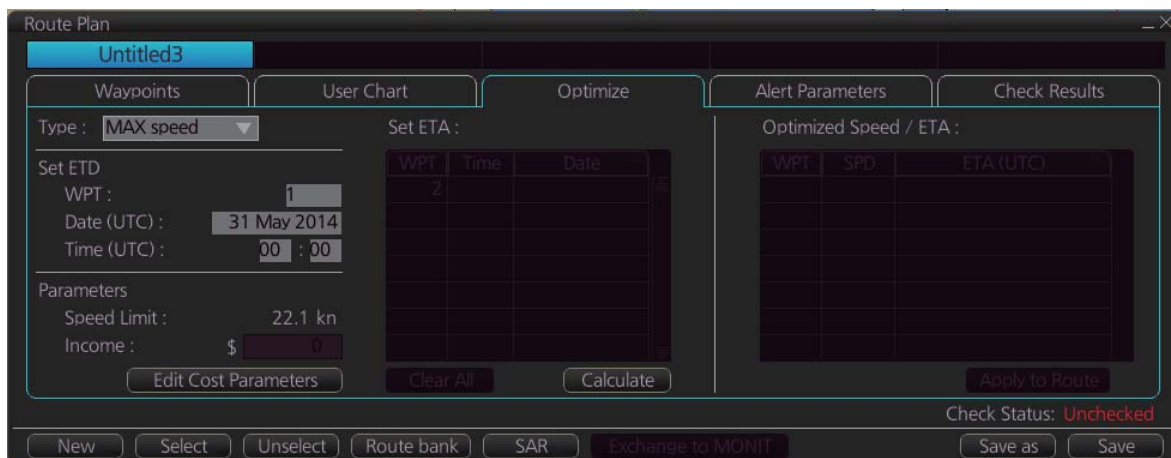 Route Plan
Untitled3
Waypoints User Chart Optimize Alert Parameters Check Results
Type : MAX speed Set ETA : Optimized Speed / ETA :
WPT Time Date WPT SPD ETA (UTC)
Set ETD 2
WPT : 1
Date (UTC) : 31 May 2014
Time (UTC) : 00 : 00
Parameters
Speed Limit : 22.1 kn
Income : $ 0
Edit Cost Parameters Clear All Calculate Apply to Route
Check Status: Unchecked
New Select Unselect Route bank SAR Exchange to MONIT Save as Save